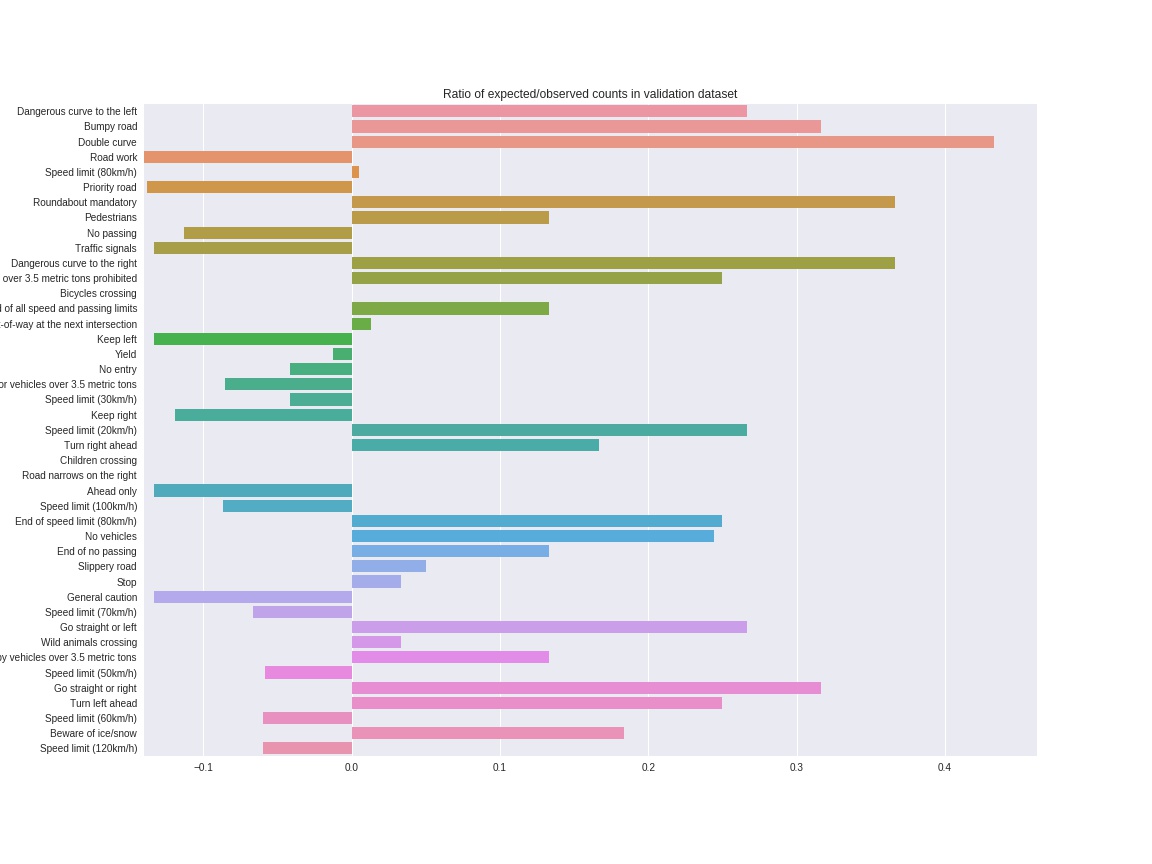 Ratio of expected/observed counts in validation dataset
Dangerous curve to the left
Bumpy road
Double curve
Road work
Speed limit (80km/h)
Priority road
Roundabout mandatory
Pedestrians
No passing
Traffic signals
Dangerous curve to the right
over 3.5 metric tons prohibited
Bicycles crossing
of all speed and passing limits
-of-way at the next intersection
Keep left
Yield
No entry
or vehicles over 3.5 metric tons
Speed limit (30km/h)
Keep right
Speed limit (20km/h)
Turn right ahead
Children crossing
Road narrows on the right
Ahead only
Speed limit (100km/h)
End of speed limit (80km/h)
No vehicles
End of no passing
Slippery road
Stop
General caution
Speed limit (70km/h)
Go straight or left
Wild animals crossing
by vehicles over 3.5 metric tons
Speed limit (50km/h)
Go straight or right
Turn left ahead
Speed limit (60km/h)
Beware of ice/snow
Speed limit (120km/h)
−0.1 0.0 0.1 0.2 0.3 0.4